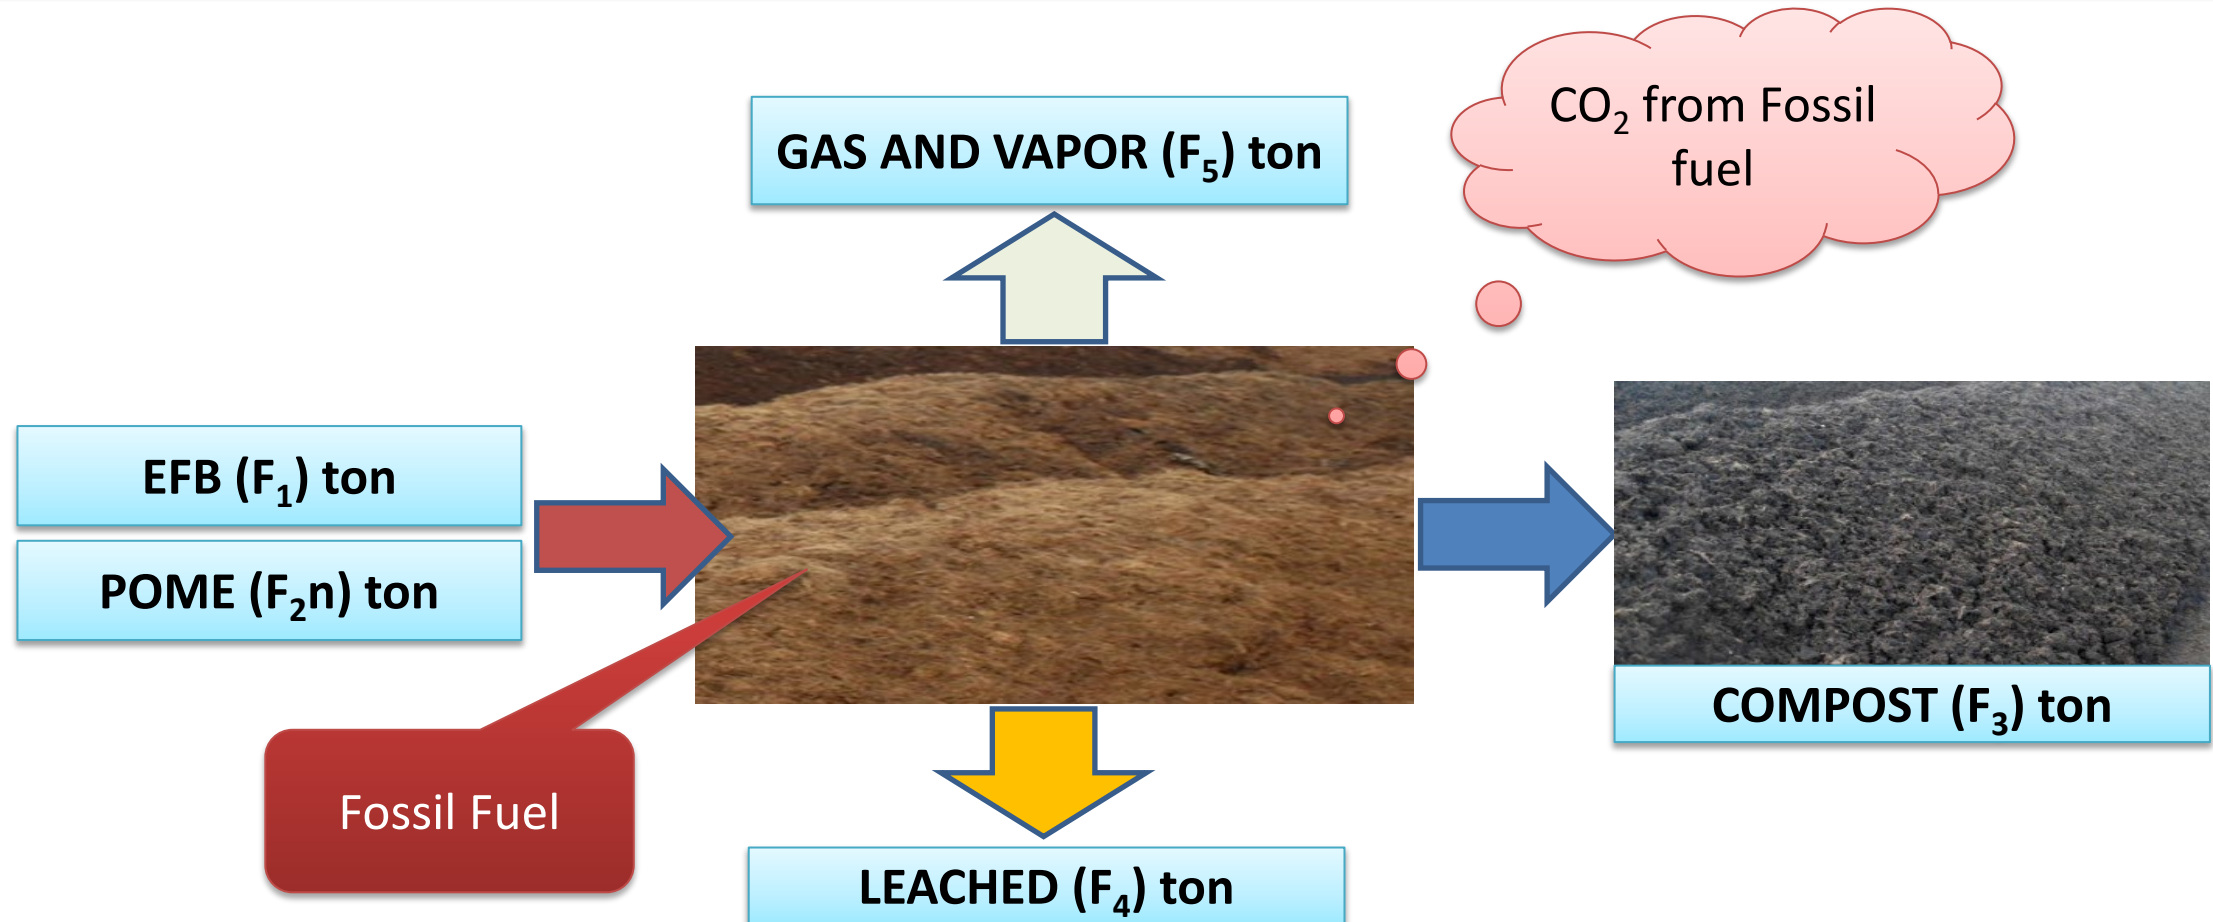 CO₂ from Fossil
fuel
GAS AND VAPOR (F₅) ton
EFB (F₁) ton
POME (F₂n) ton
COMPOST (F₃) ton
Fossil Fuel
LEACHED (F₄) ton